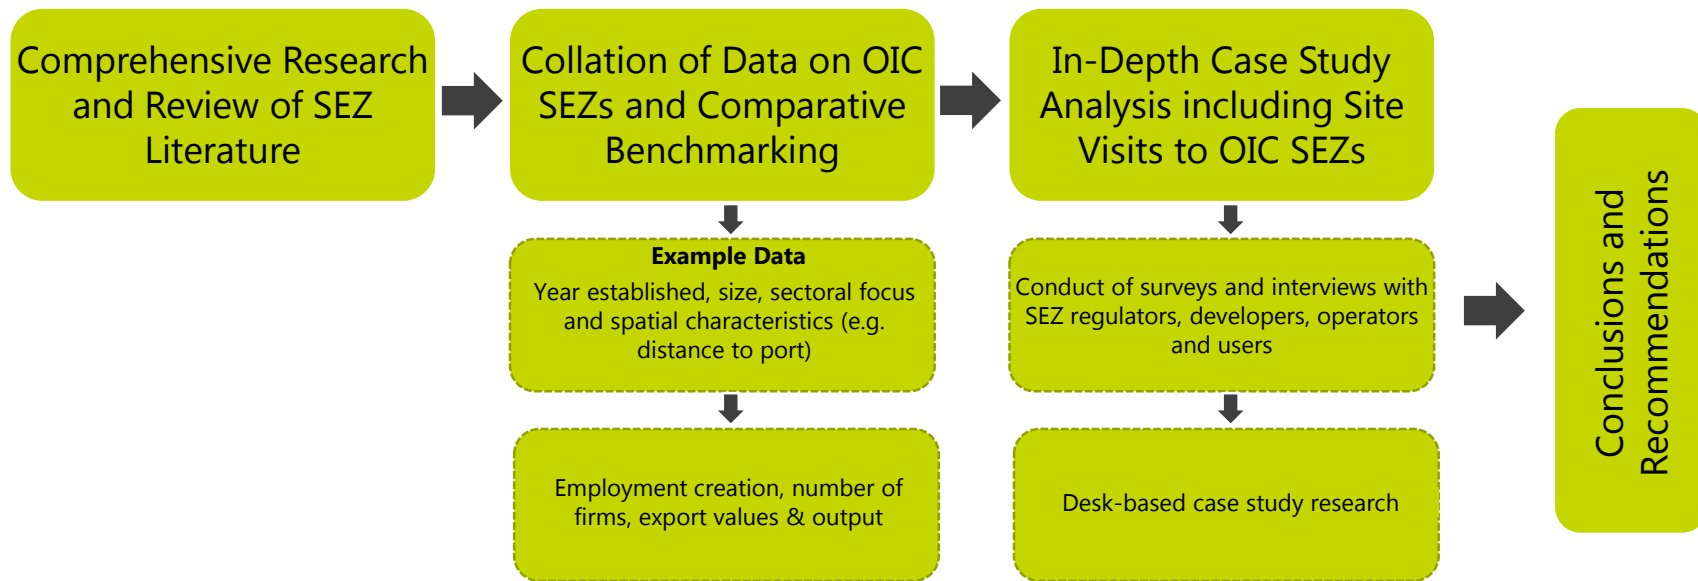 Comprehensive Research
and Review of SEZ
Literature
Collation of Data on OIC
SEZs and Comparative
Benchmarking
In-Depth Case Study
Analysis including Site
Visits to OIC SEZs
Example Data
Year established, size, sectoral focus
and spatial characteristics (e.g.
distance to port)
Conduct of surveys and interviews with
SEZ regulators, developers, operators
and users
Employment creation, number of
firms, export values & output
Desk-based case study research
Conclusions and
Recommendations